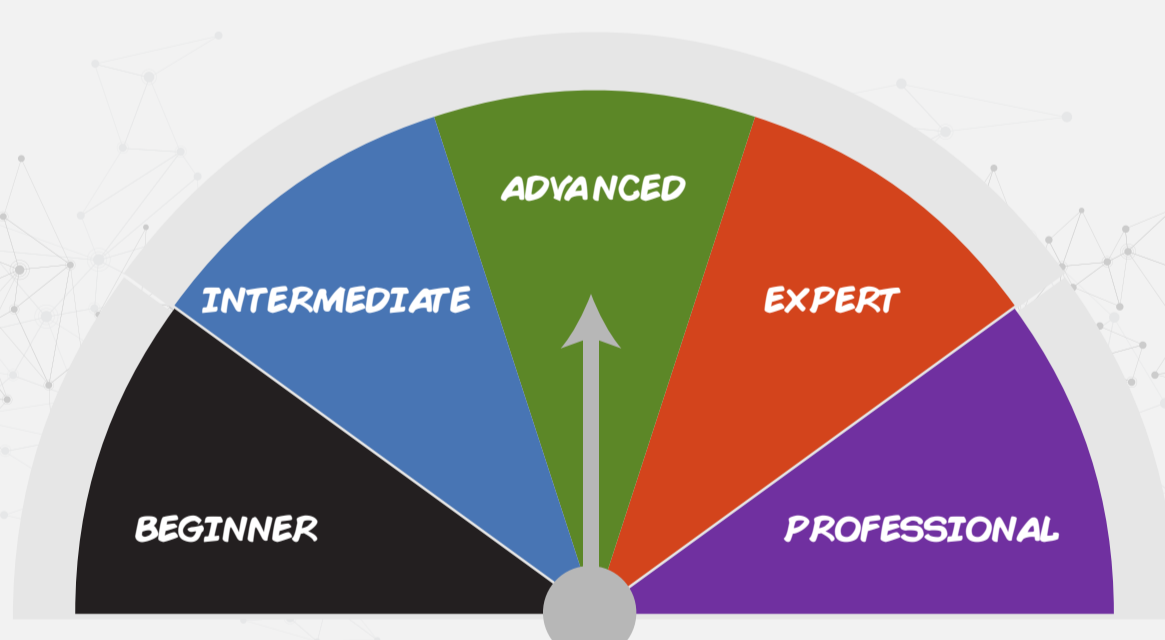 ADVANCED
INTERMEDIATE
EXPERT
BEGINNER
PROFESSIONAL